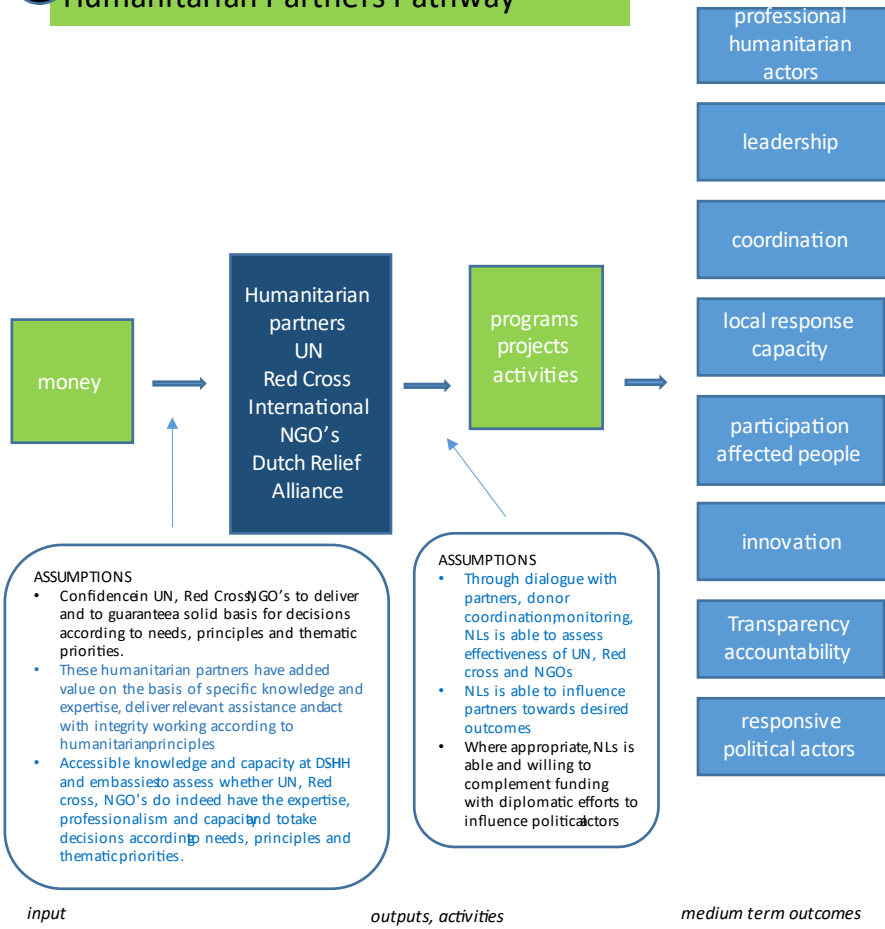 Humanitarian Partners Pathway
professional
humanitarian
actors
leadership
coordination
local response
capacity
participation
affected people
innovation
Transparency
accountability
responsive
political actors
money
Humanitarian
partners
UN
Red Cross
International
NGO's
Dutch Relief
Alliance
programs
projects
activities
ASSUMPTIONS
• Confidencein UN, Red Cross,NGO's to deliver
and to guaranteea solid basis for decisions
according to needs, principles and thematic
priorities.
• These humanitarian partners have added
value on the basis of specific knowledge and
expertise, deliver relevant assistance andact
with integrity working according to
humanitarianprinciples
• Accessible knowledge and capacity at DSHH
and embassiesto assess whether UN, Red
cross, NGO's do indeed have the expertise,
professionalism and capacityand totake
decisions accordingto needs, principles and
thematicpriorities.
ASSUMPTIONS
• Through dialogue with
partners, donor
coordination,monitoring,
NLs is able to assess
effectiveness of UN, Red
cross and NGOs
• NLs is able to influence
partners towards desired
outcomes
• Where appropriate, NLs is
able and willing to
complement funding
with diplomatic efforts to
influence politicalactors
input
outputs, activities
medium term outcomes